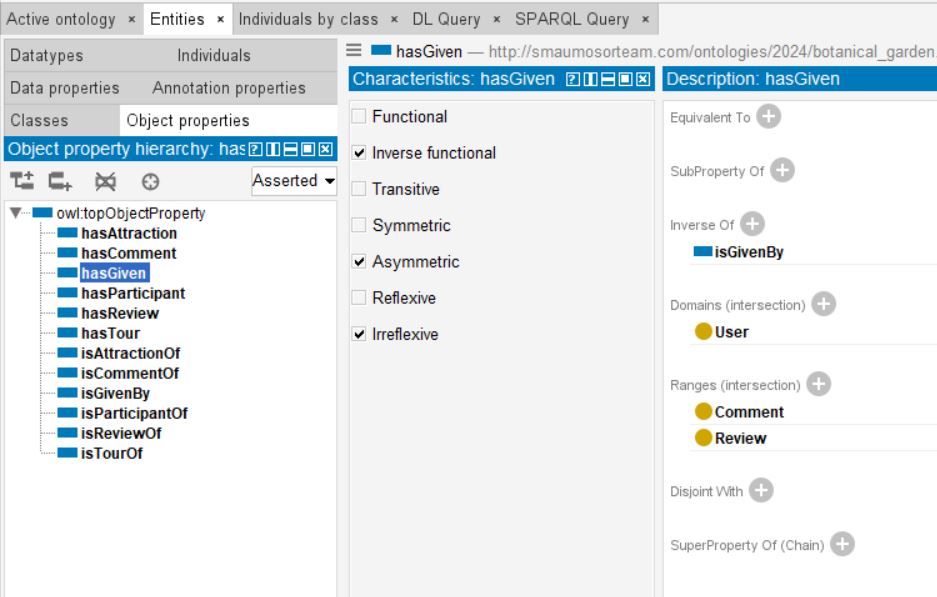 Active ontology × Entities × Individuals by class × DL Query × SPARQL Query ×
Datatypes Individuals
Data properties Annotation properties
Classes Object properties
Object property hierarchy: has
Asserted
owl:topObjectProperty
hasAttraction
hasComment
hasGiven
hasParticipant
hasReview
hasTour
isAttractionOf
isCommentOf
isGivenBy
isParticipantOf
isReviewOf
isTourOf
hasGiven — http://smaumosorteam.com/ontologies/2024/botanical_garden
Characteristics: hasGiven
Functional
Inverse functional
Transitive
Symmetric
Asymmetric
Reflexive
Irreflexive
Description: hasGiven
Equivalent To
SubProperty Of
Inverse Of
isGivenBy
Domains (intersection)
User
Ranges (intersection)
Comment
Review
Disjoint With
SuperProperty Of (Chain)